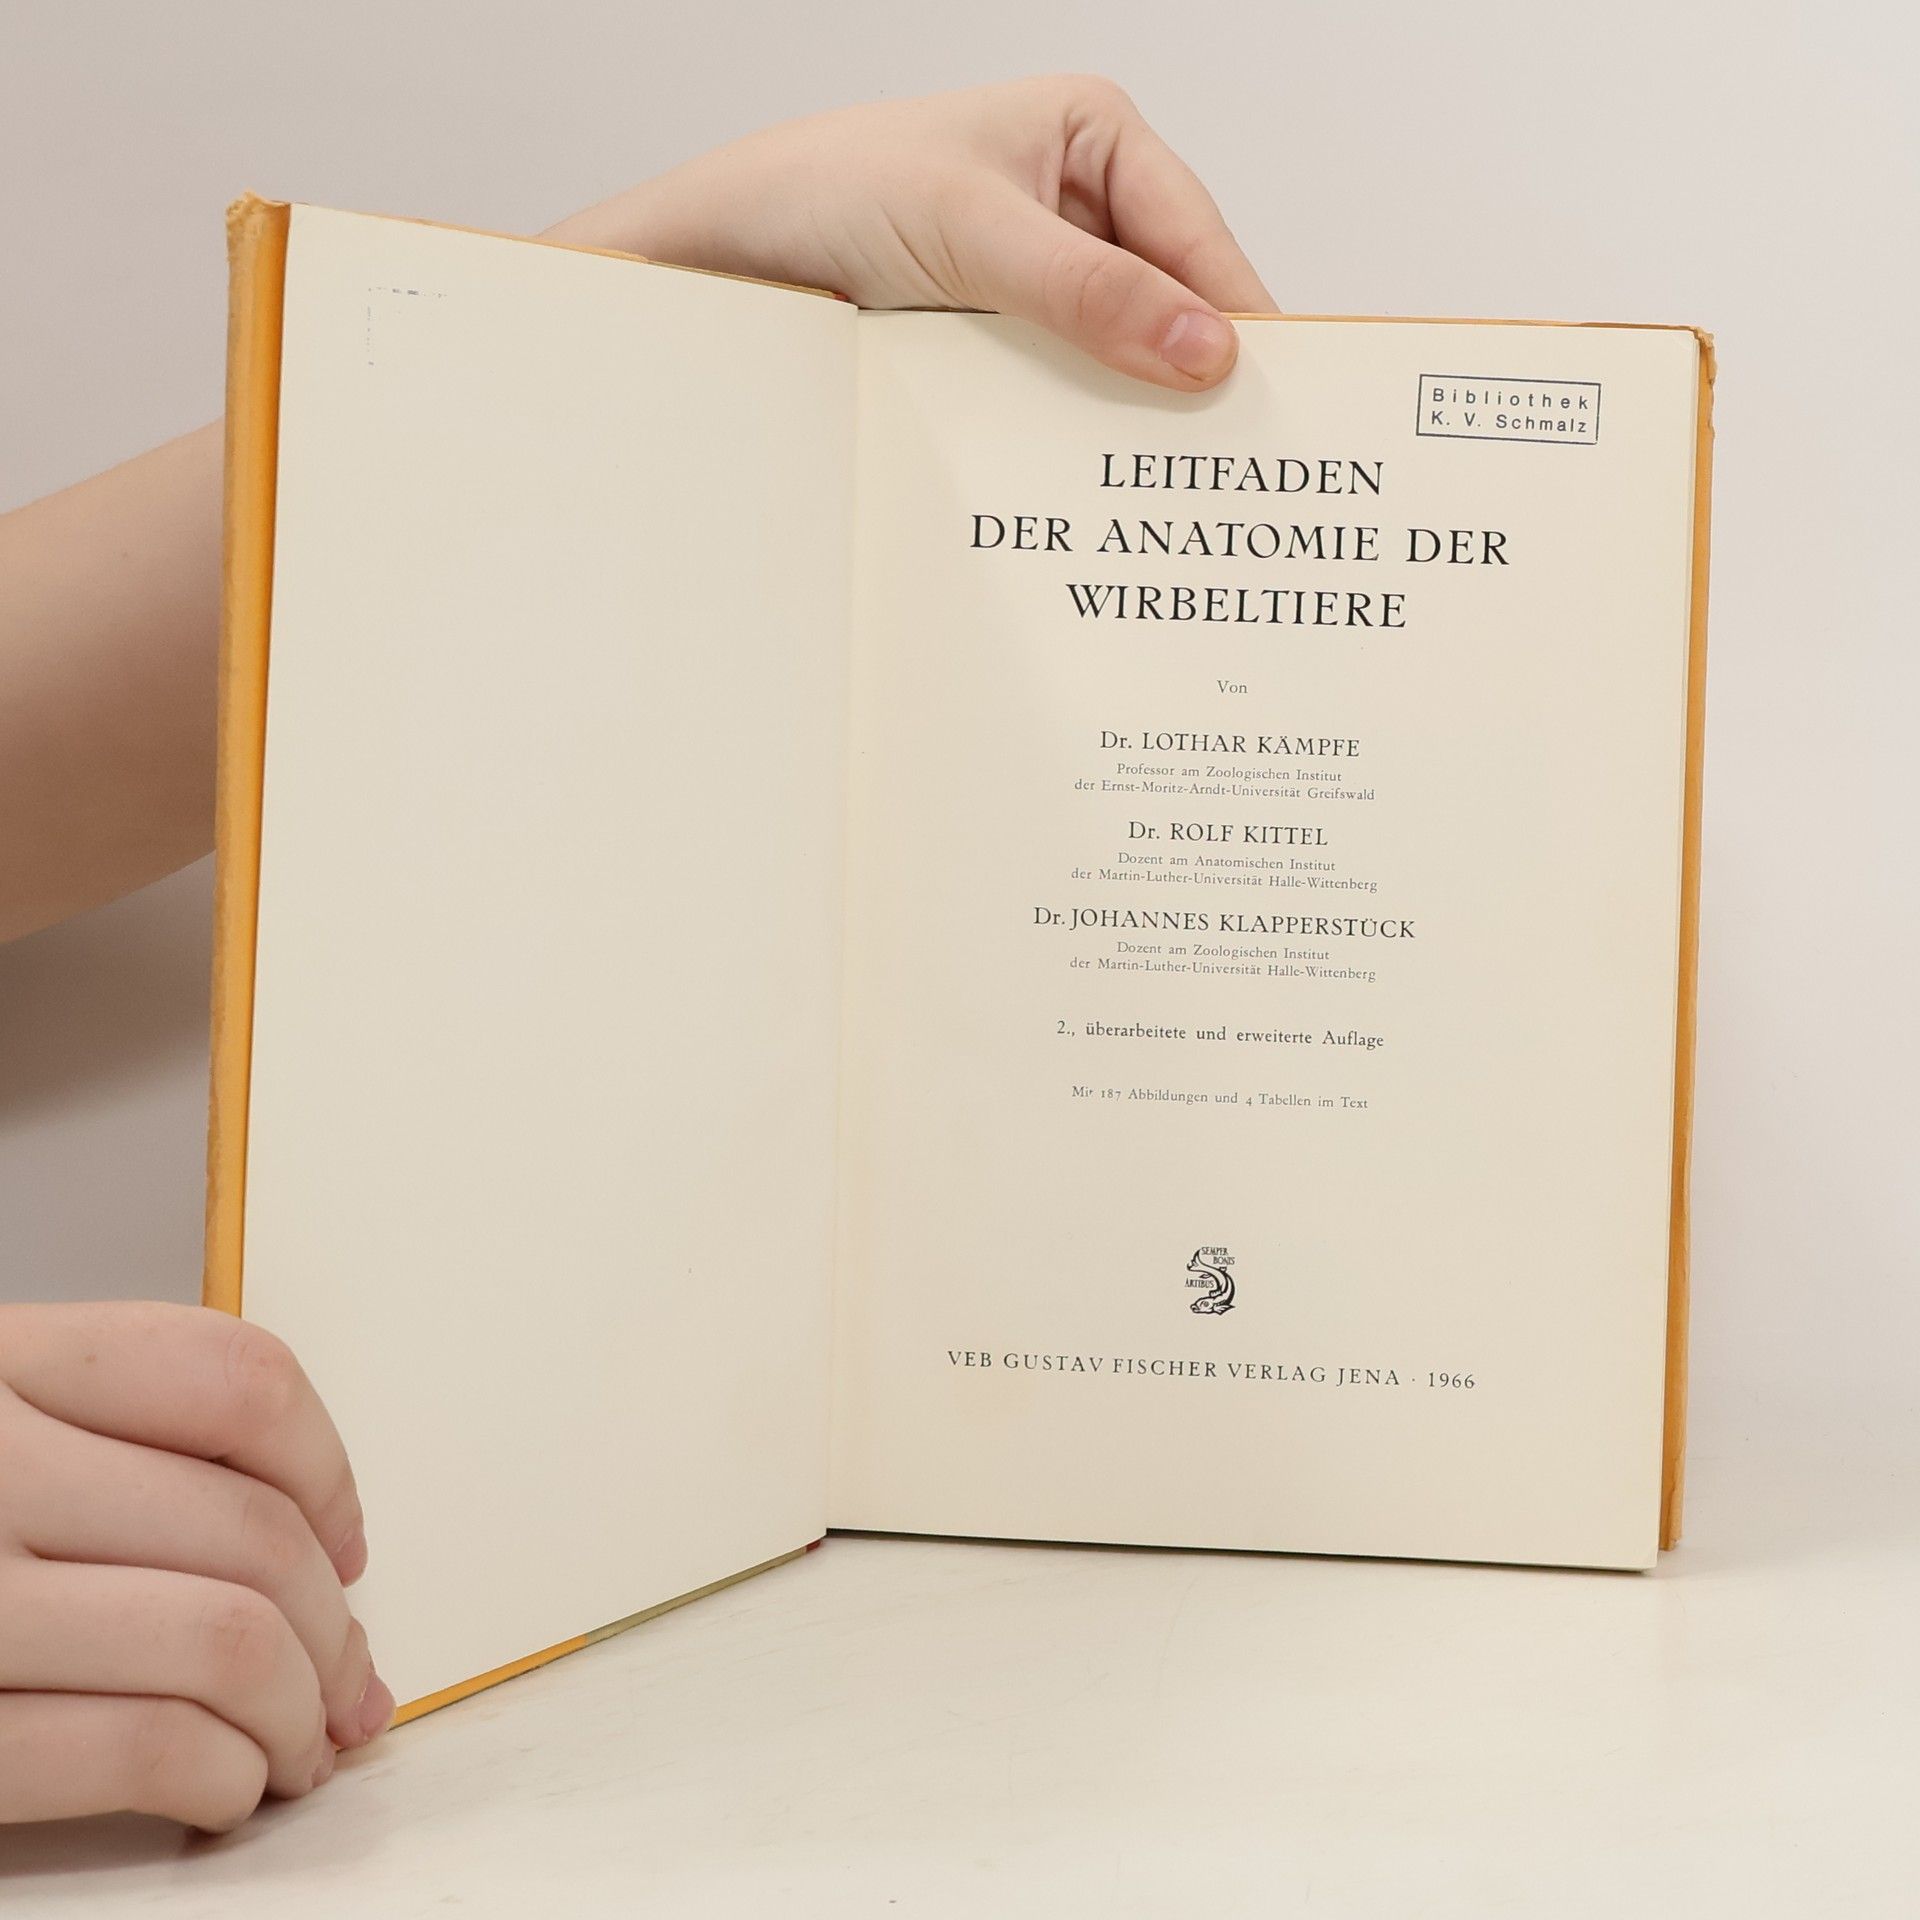 Bibliothek
K. V. Schmalz
LEITFADEN
DER ANATOMIE DER
WIRBELTIERE
Von
Dr. LOTHAR KÄMPFE
Professor am Zoologischen Institut
der Ernst-Moritz-Arndt-Universität Greifswald
Dr. ROLF KITTEL
Dozent am Anatomischen Institut
der Martin-Luther-Universität Halle-Wittenberg
Dr. JOHANNES KLAPPERSTÜCK
Dozent am Zoologischen Institut
der Martin-Luther-Universität Halle-Wittenberg
2., überarbeitete und erweiterte Auflage
Mit 187 Abbildungen und 4 Tabellen im Text
SEMPER
BONIS
ARTIBUS
VEB GUSTAV FISCHER VERLAG JENA · 1966